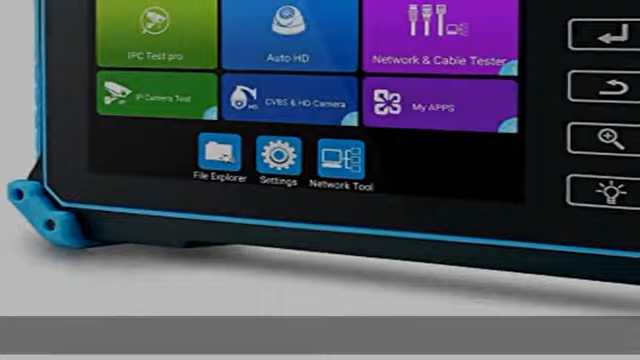 IPC Test pro
Auto HD
Network & Cable Tester
IP Camera Test
HD
CVBS & HD Camera
My APPS
File Explorer
Settings
Network Tool